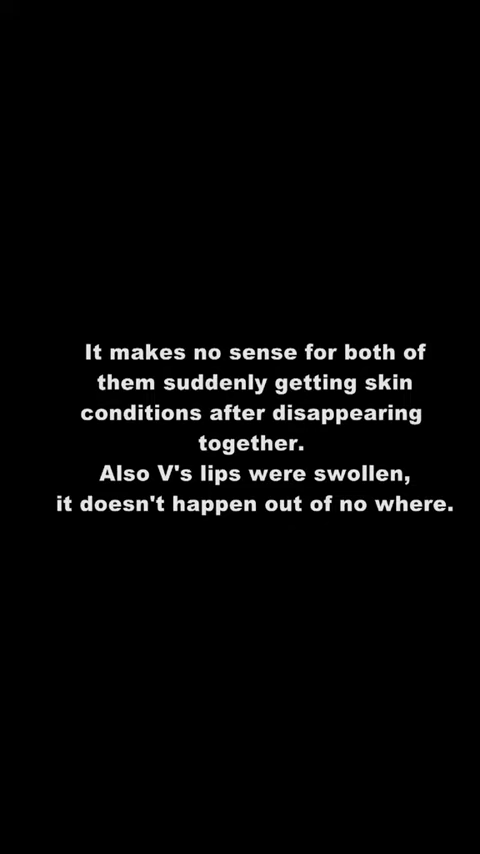 It makes no sense for both of
them suddenly getting skin
conditions after disappearing
together.
Also V's lips were swollen,
it doesn't happen out of no where.